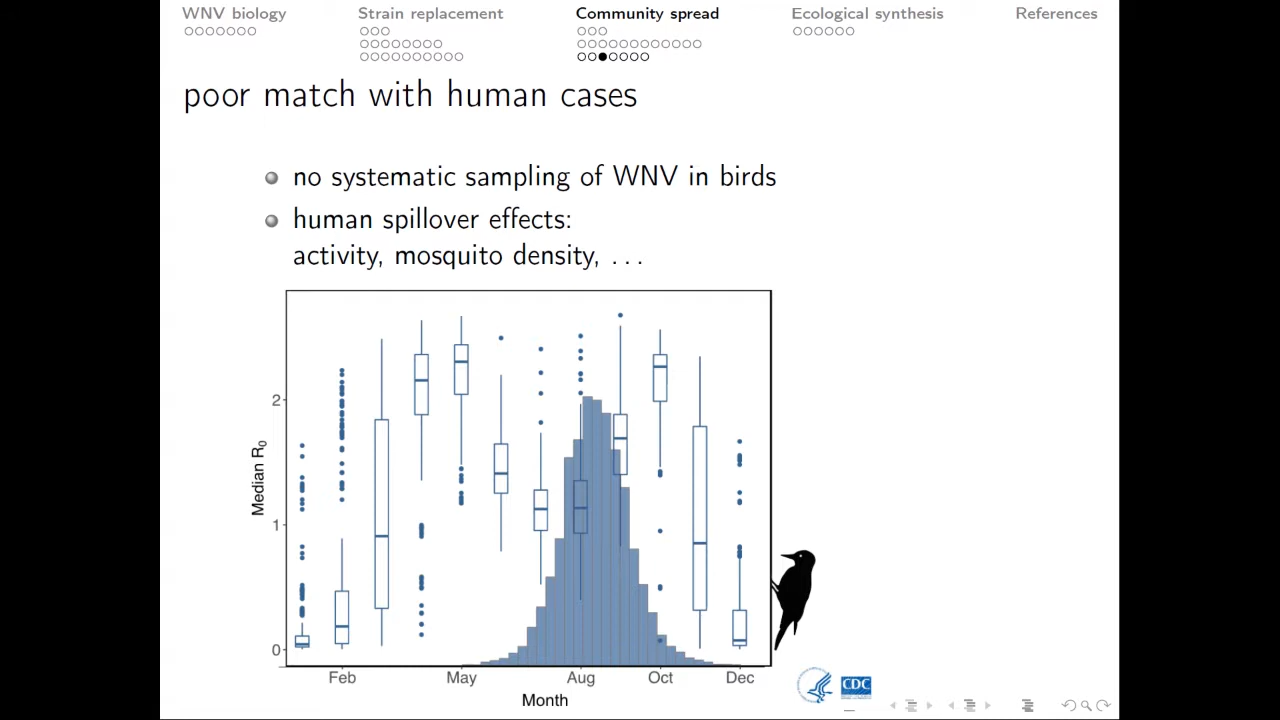 WNV biology Strain replacement Community spread Ecological synthesis References
poor match with human cases
no systematic sampling of WNV in birds
human spillover effects:
activity, mosquito density, ...
2
1
0
Median R0
Feb May Aug Oct Dec
Month
CDC